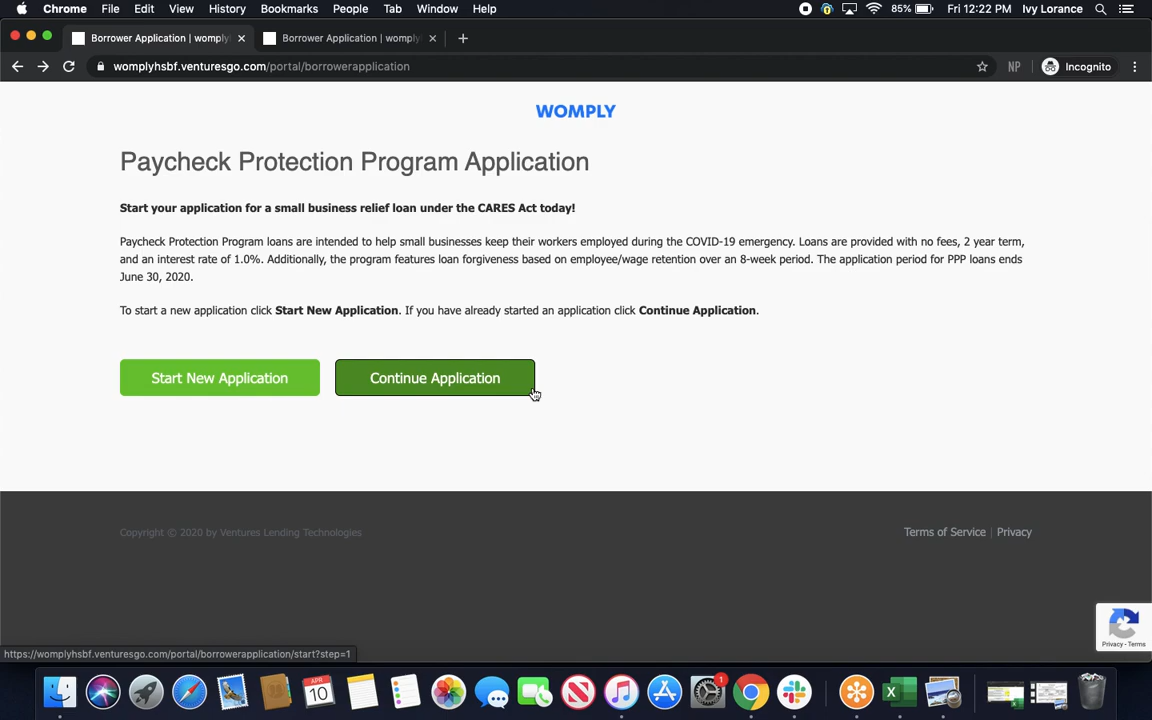 Chrome File Edit View History Bookmarks People Tab Window Help 85% Fri 12:22 PM Ivy Lorance
Borrower Application | womply Borrower Application | womply
womplyhsbf.venturesgo.com/portal/borrowerapplication NP Incognito
WOMPLY
Paycheck Protection Program Application
Start your application for a small business relief loan under the CARES Act today!
Paycheck Protection Program loans are intended to help small businesses keep their workers employed during the COVID-19 emergency. Loans are provided with no fees, 2 year term,
and an interest rate of 1.0%. Additionally, the program features loan forgiveness based on employee/wage retention over an 8-week period. The application period for PPP loans ends
June 30, 2020.
To start a new application click Start New Application. If you have already started an application click Continue Application.
Start New Application Continue Application
Copyright © 2020 by Ventures Lending Technologies Terms of Service | Privacy
Privacy - Terms
https://womplyhsbf.venturesgo.com/portal/borrowerapplication/start?step=1
APR
10
1